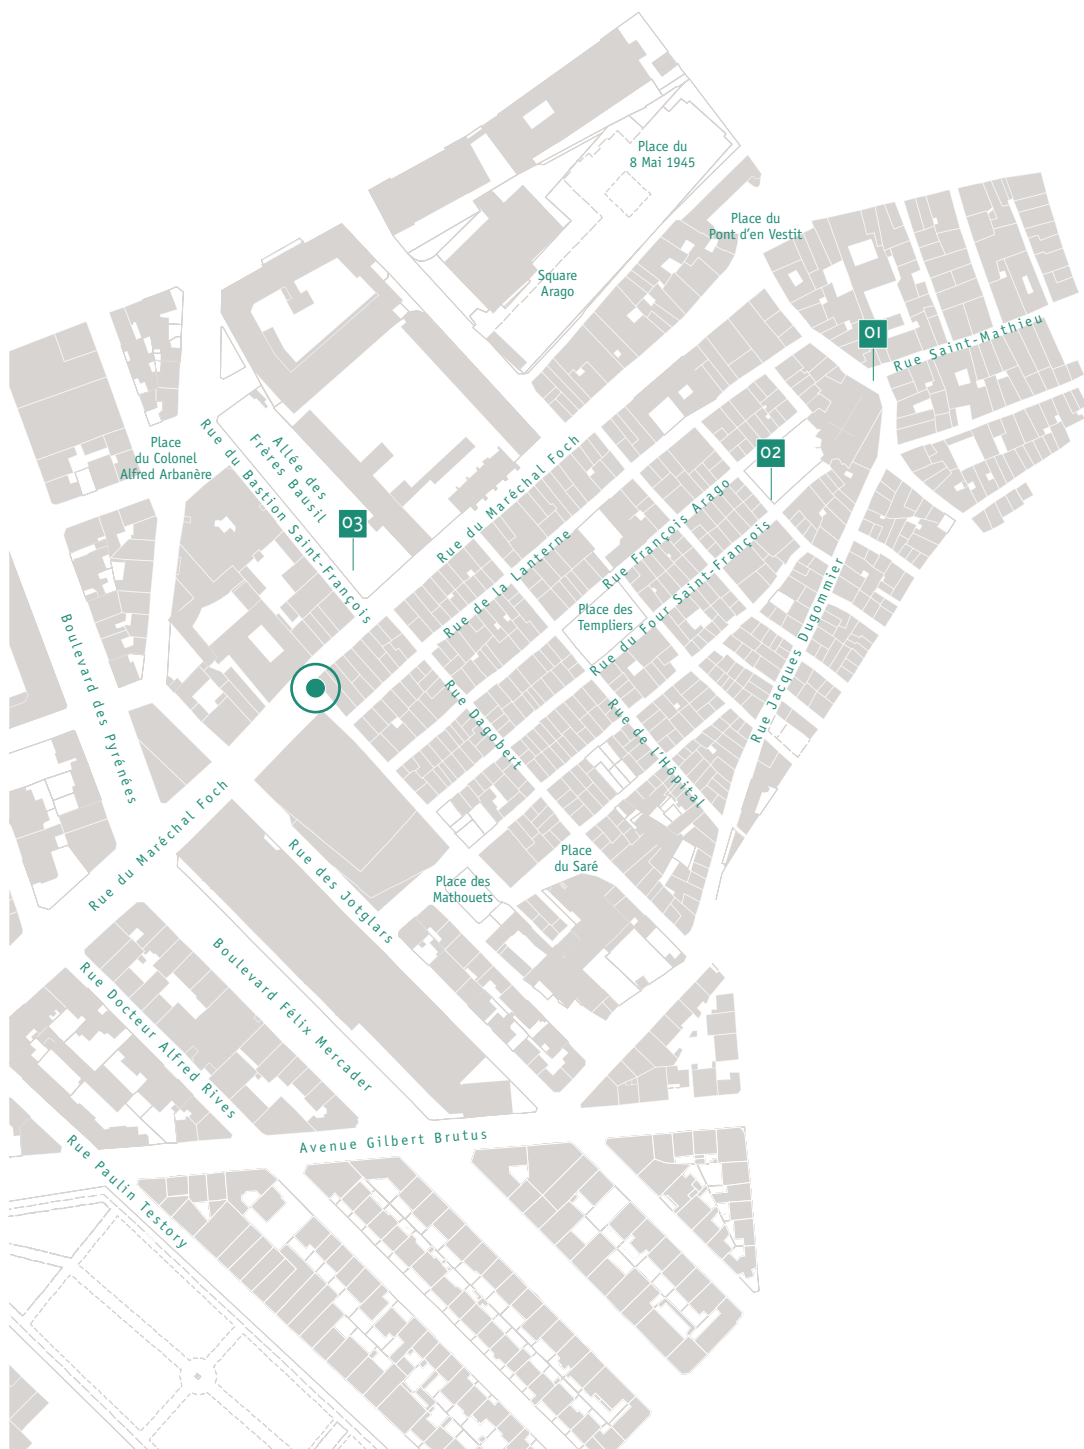 Place du
8 Mai 1945
Place du
Pont d’en Vestit
Square
Arago
01
Rue Saint-Mathieu
Place
du Colonel
Alfred Arbanère
Rue du Bastion Saint-François
Allée des
Frères Bausil
02
03
Rue du Maréchal Foch
Rue de la Lanterne
Rue François Arago
Rue du Four Saint-François
Place des
Templiers
Rue Jacques Dugommier
Boulevard des Pyrénées
Rue Dagobert
Rue de l’Hôpital
Rue du Maréchal Foch
Rue des Jotglars
Place
du Saré
Place des
Mathouets
Boulevard Félix Mercader
Rue Docteur Alfred Rives
Avenue Gilbert Brutus
Rue Paulin Testory